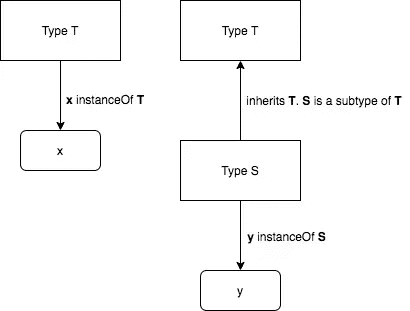 Type T
x instanceOf T
x
Type T
inherits T. S is a subtype of T
Type S
y instanceOf S
y